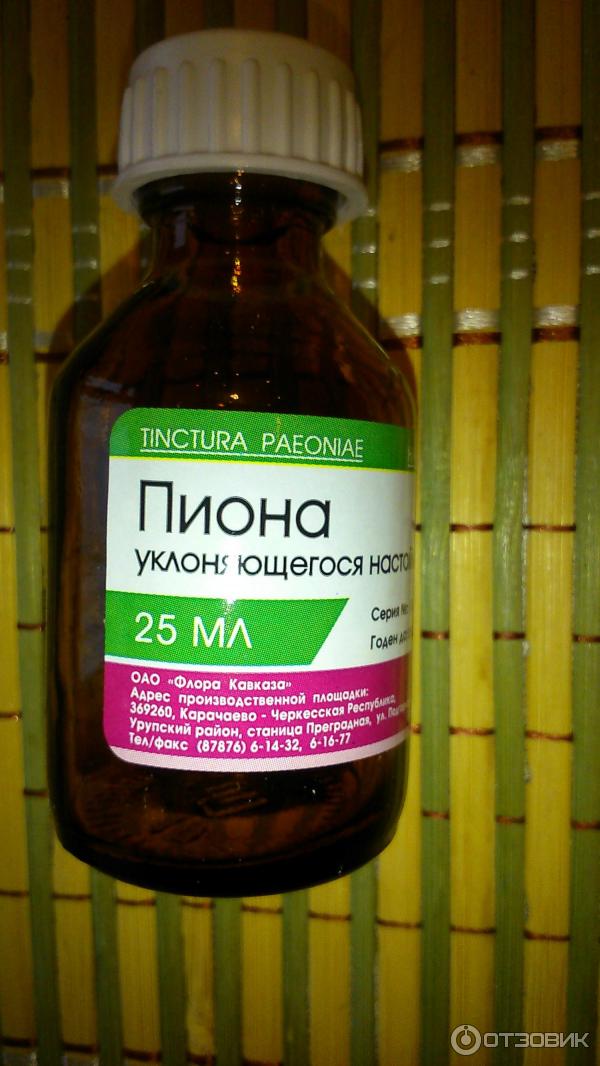 TINCTURA PAEONIAE
Пиона
уклоняющегося
25 МЛ
Серия №
Годен
ОАО «Флора Кавказа»
Адрес производственной площадки:
369260, Карачаево - Черкесская Республика,
Урупский район, станица Преградная, ул.
Тел/факс (87876) 6-14-32, 6-16-77
ОТЗОВИК